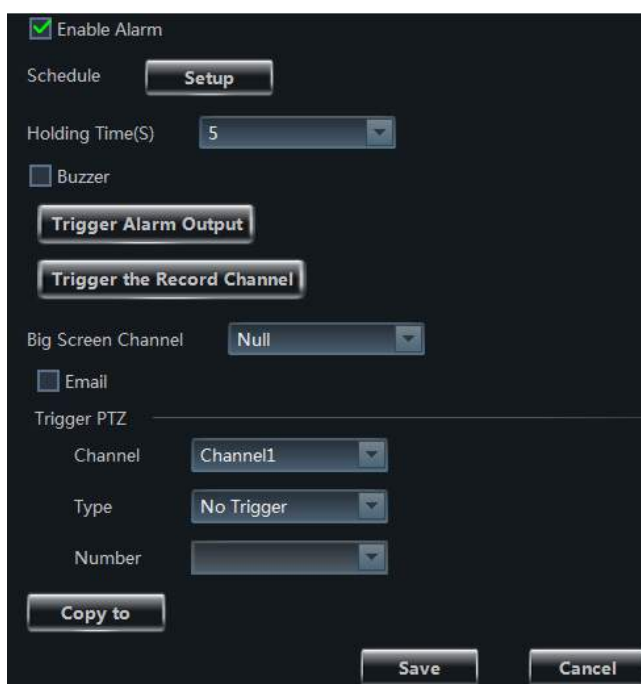 Enable Alarm
Schedule Setup
Holding Time(S) 5
Buzzer
Trigger Alarm Output
Trigger the Record Channel
Big Screen Channel Null
Email
Trigger PTZ
Channel Channel1
Type No Trigger
Number
Copy to
Save Cancel